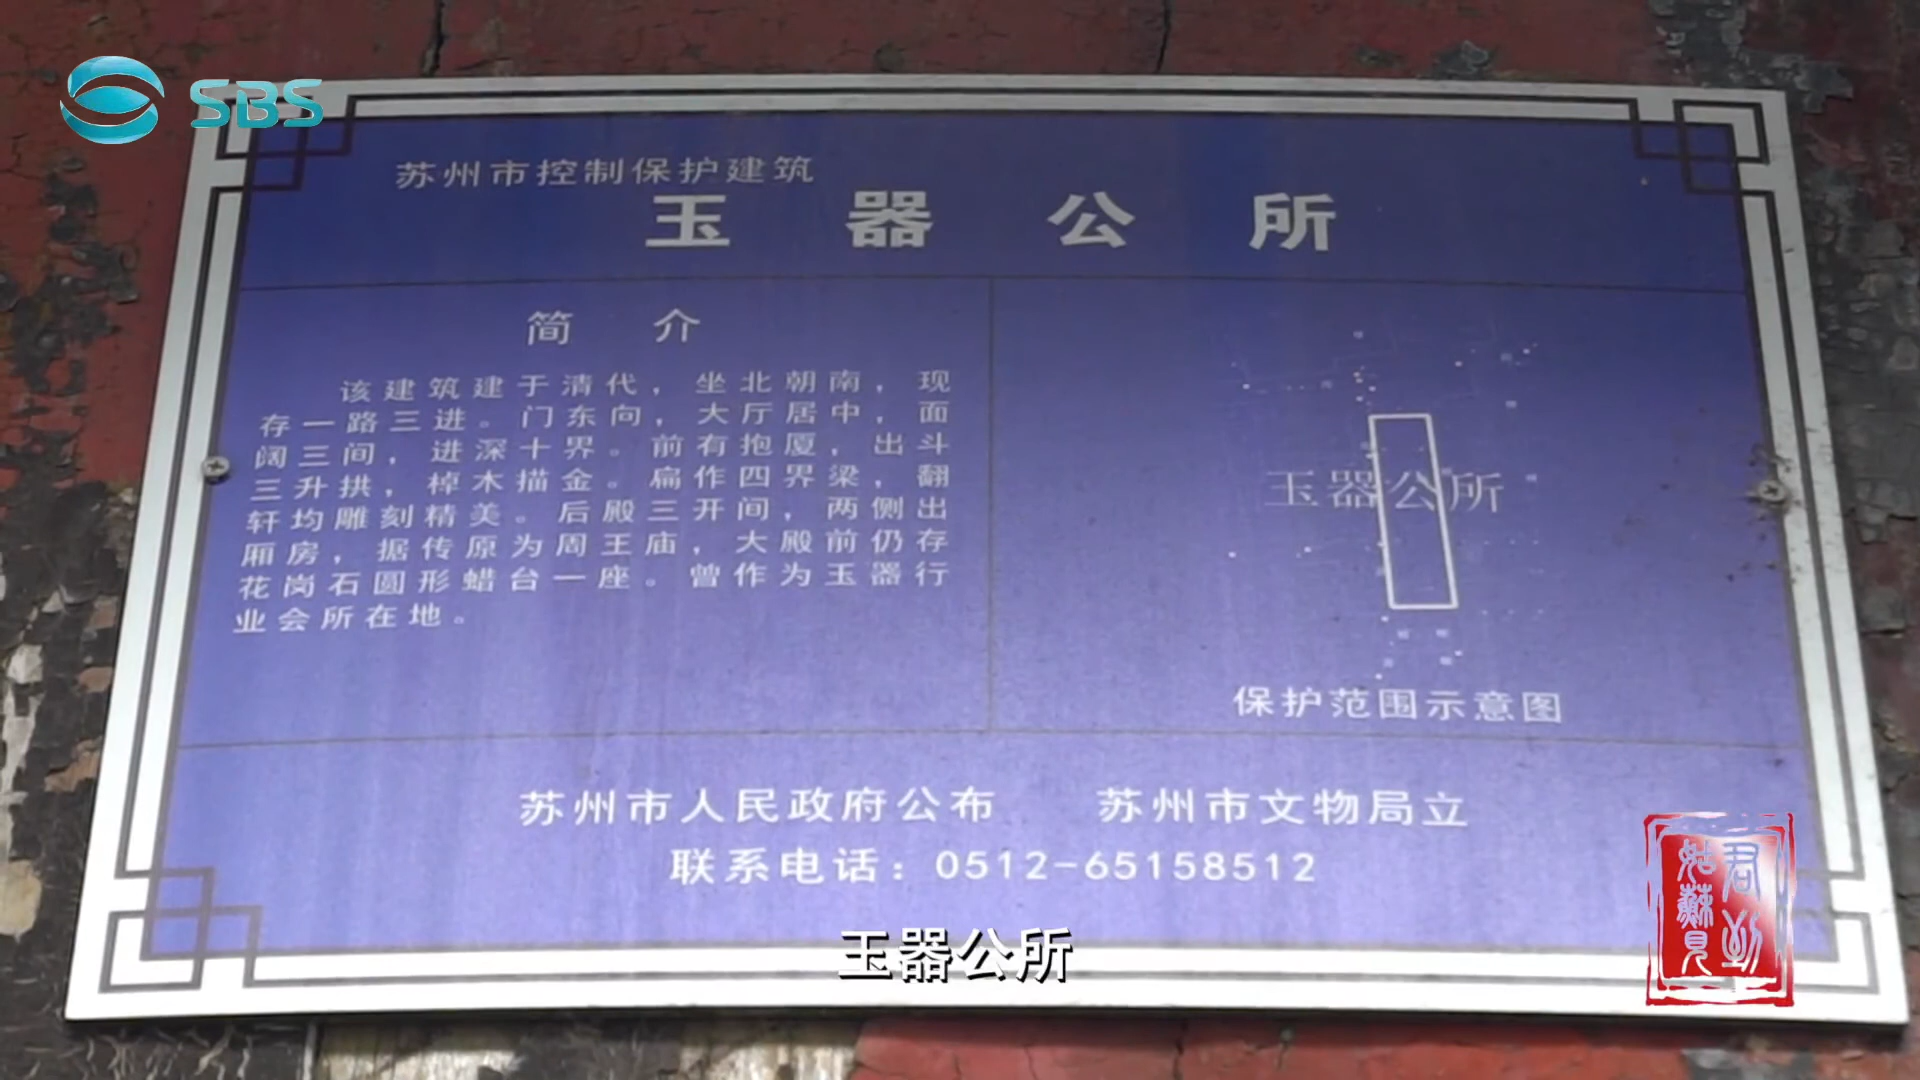 SBS
苏州市控制保护建筑
玉器公所
简介
该建筑建于清代，坐北朝南，现
存一路三进。门东向，大厅居中，面
阔三间，进深十界。前有抱厦，出斗
三升拱，棹木描金。扁作四界梁，翻
轩均雕刻精美。后殿三开间，两侧出
厢房，据传原为周王庙，大殿前仍存
花岗石圆形蜡台一座。曾作为玉器行
业会所在地。
玉器公所
保护范围示意图
苏州市人民政府公布 苏州市文物局立
联系电话：0512-65158512
玉器公所
君到
姑蘇見